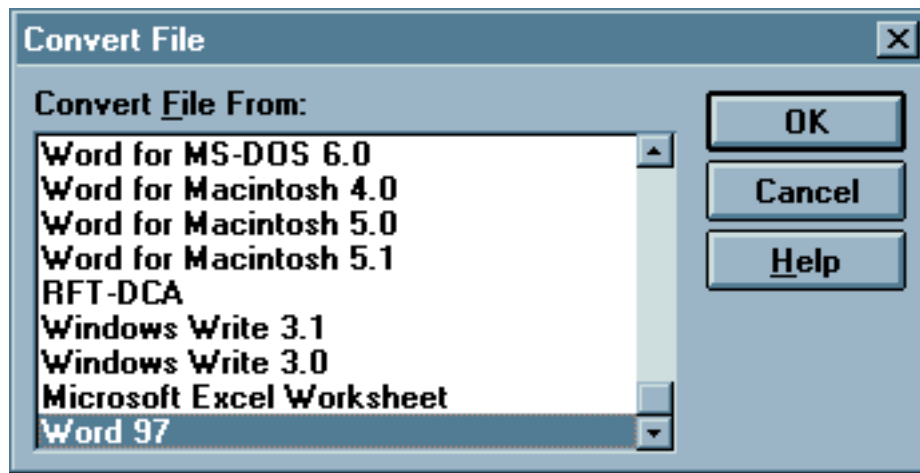 Convert File
Convert File From:
Word for MS-DOS 6.0
Word for Macintosh 4.0
Word for Macintosh 5.0
Word for Macintosh 5.1
RFT-DCA
Windows Write 3.1
Windows Write 3.0
Microsoft Excel Worksheet
Word 97
OK
Cancel
Help